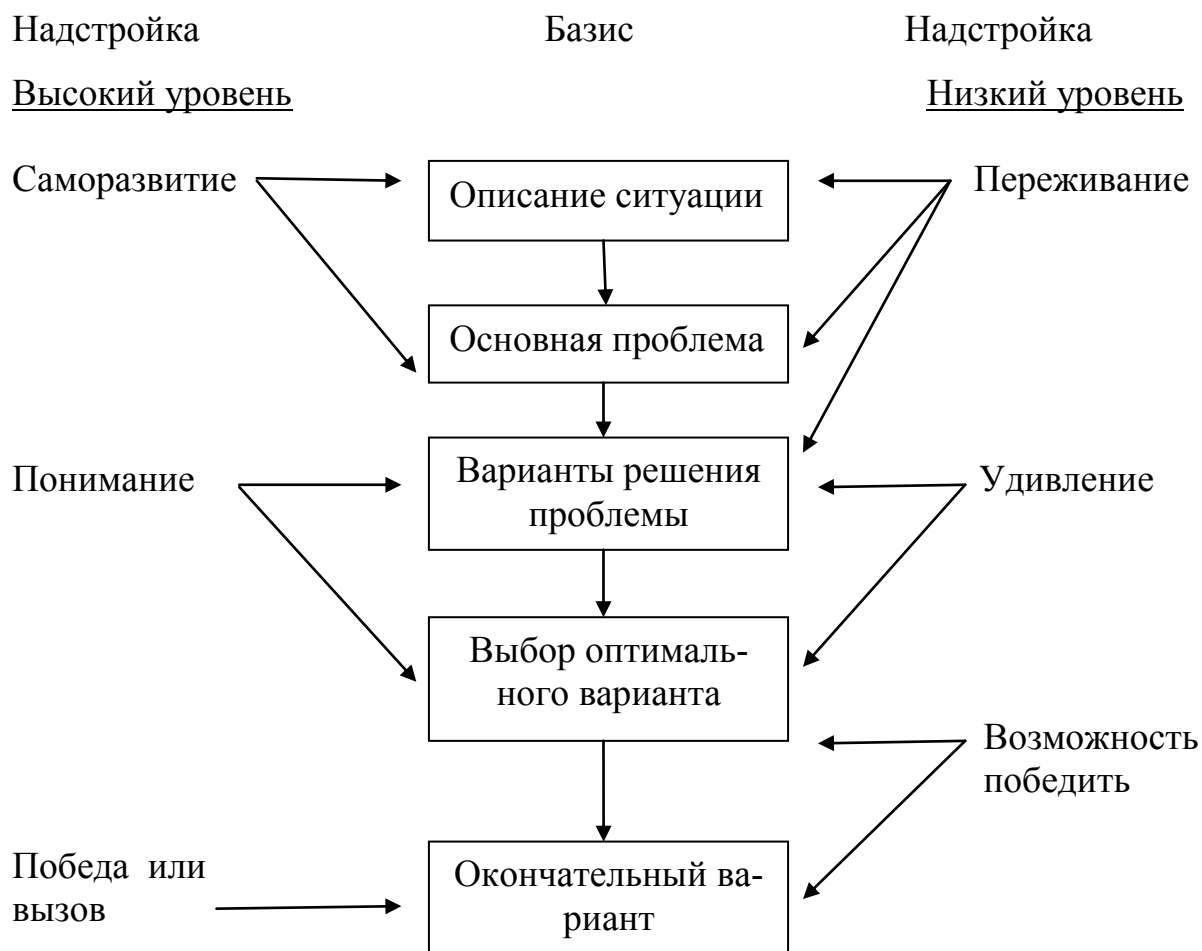 Надстройка Базис Надстройка
Высокий уровень Низкий уровень
Саморазвитие Описание ситуации Переживание
Основная проблема
Понимание Варианты решения Удивление
проблемы
Выбор оптималь-
ного варианта
Возможность
победить
Победа или Окончательный ва-
вызов риант